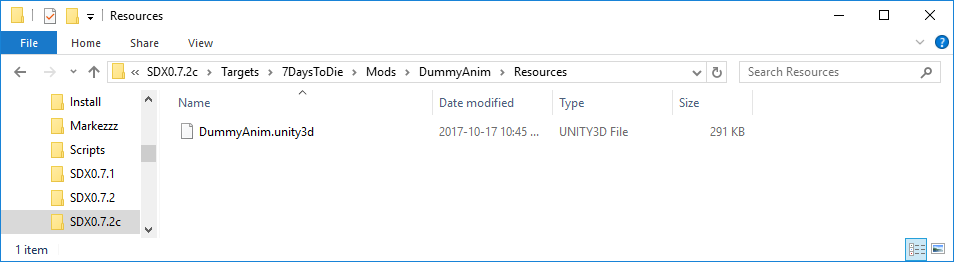 Resources
File Home Share View
SDX0.7.2c Targets 7DaysToDie Mods DummyAnim Resources Search Resources
Name Date modified Type Size
Install
DummyAnim.unity3d 2017-10-17 10:45 ... UNITY3D File 291 KB
Markezzz
Scripts
SDX0.7.1
SDX0.7.2
SDX0.7.2c
1 item